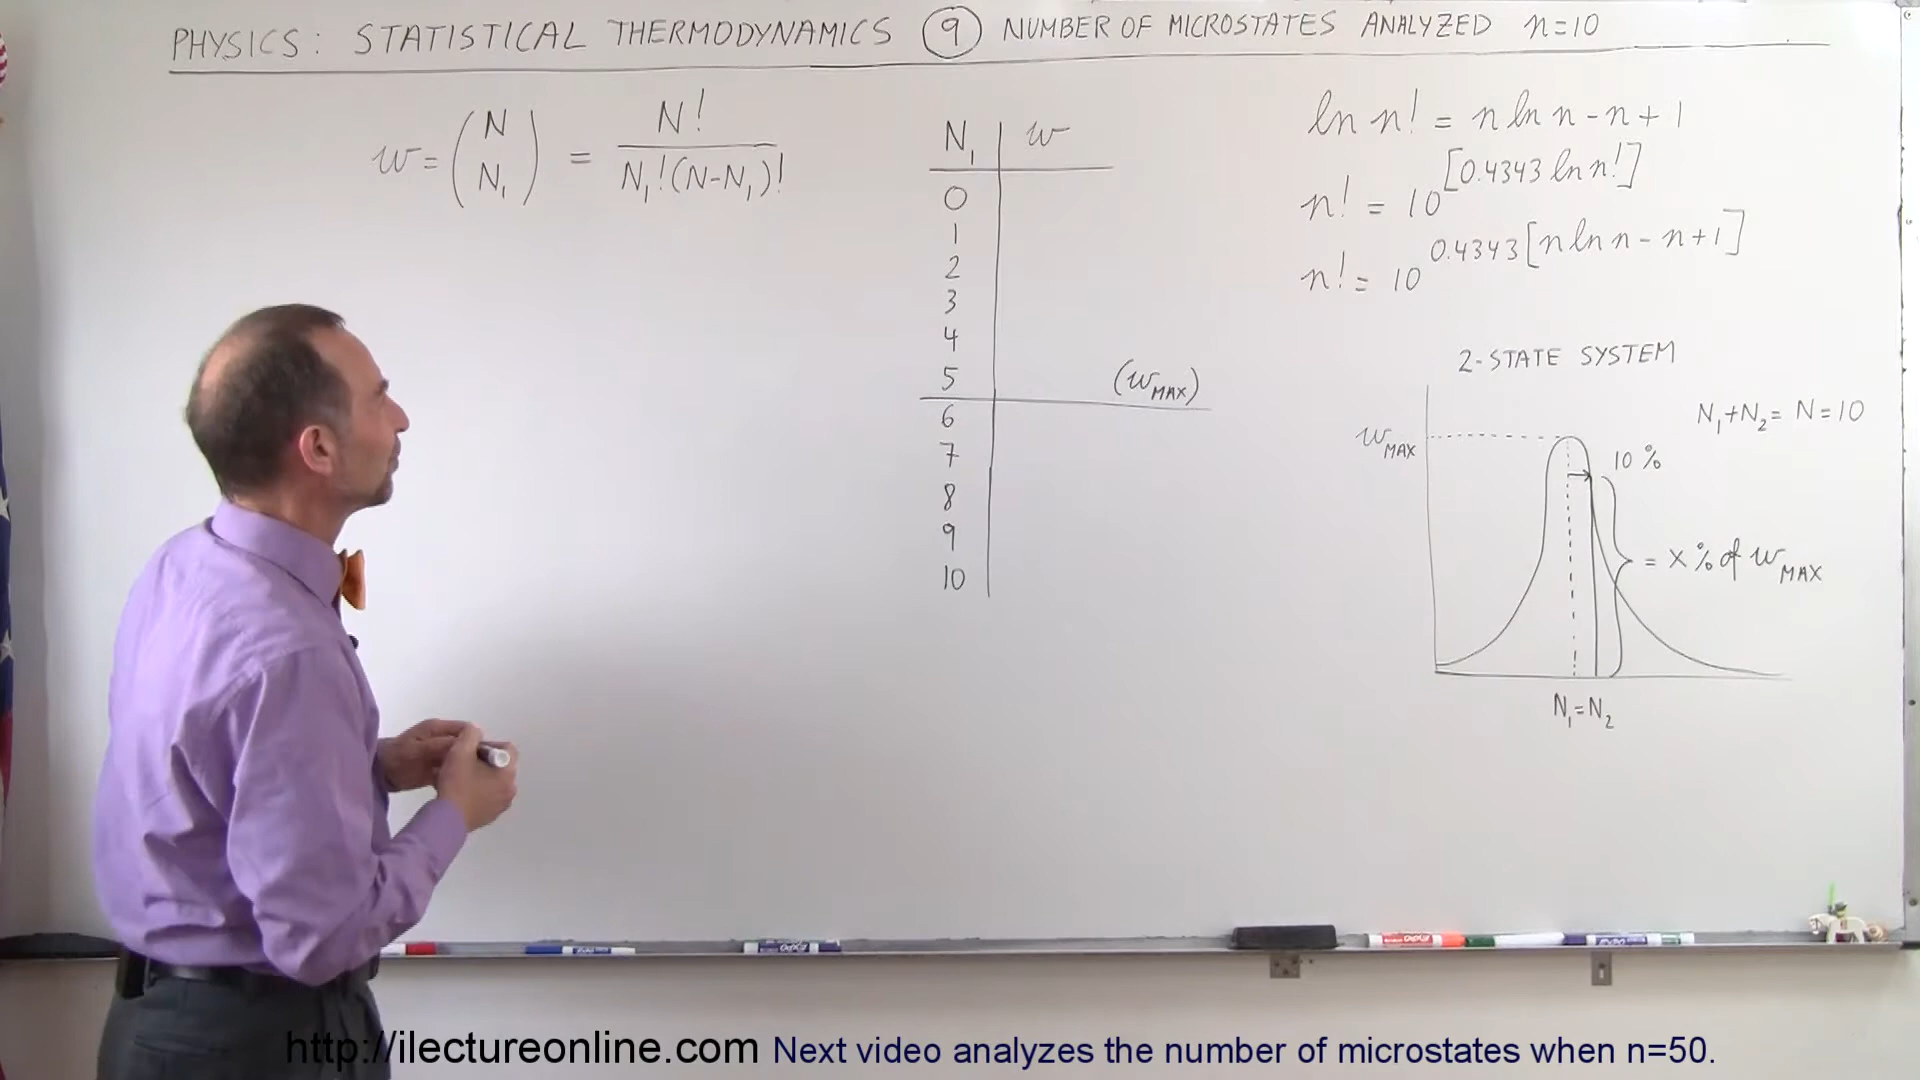 PHYSICS: STATISTICAL THERMODYNAMICS 9 NUMBER OF MICROSTATES ANALYZED n=10
w = (N N₁) = N! / N₁!(N-N₁)!
N₁ w
0
1
2
3
4
5 (w_MAX)
6
7
8
9
10
ln n! = n ln n - n + 1
n! = 10^[0.4343 ln n!]
n! = 10^0.4343[n ln n - n + 1]
2-STATE SYSTEM
N₁+N₂ = N = 10
w_MAX
10 %
= X % of w_MAX
N₁=N₂
http://ilectureonline.com Next video analyzes the number of microstates when n=50.